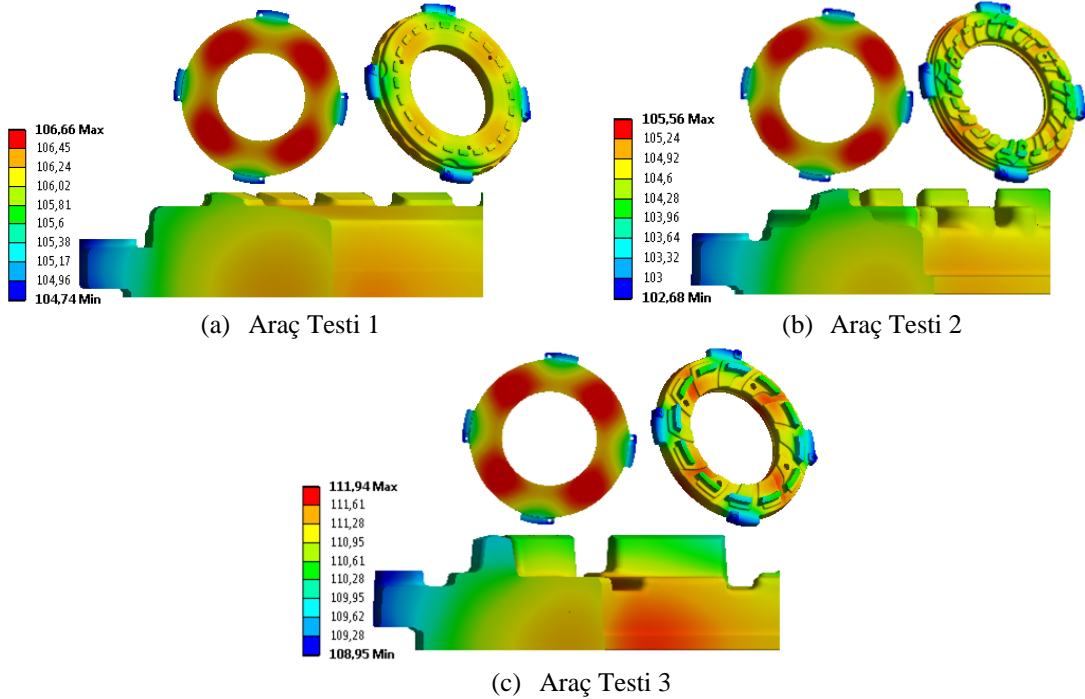 106,66 Max
106,45
106,24
106,02
105,81
105,6
105,38
105,17
104,96
104,74 Min
(a) Araç Testi 1
105,56 Max
105,24
104,92
104,6
104,28
103,96
103,64
103,32
103
102,68 Min
(b) Araç Testi 2
111,94 Max
111,61
111,28
110,95
110,61
110,28
109,95
109,62
109,28
108,95 Min
(c) Araç Testi 3